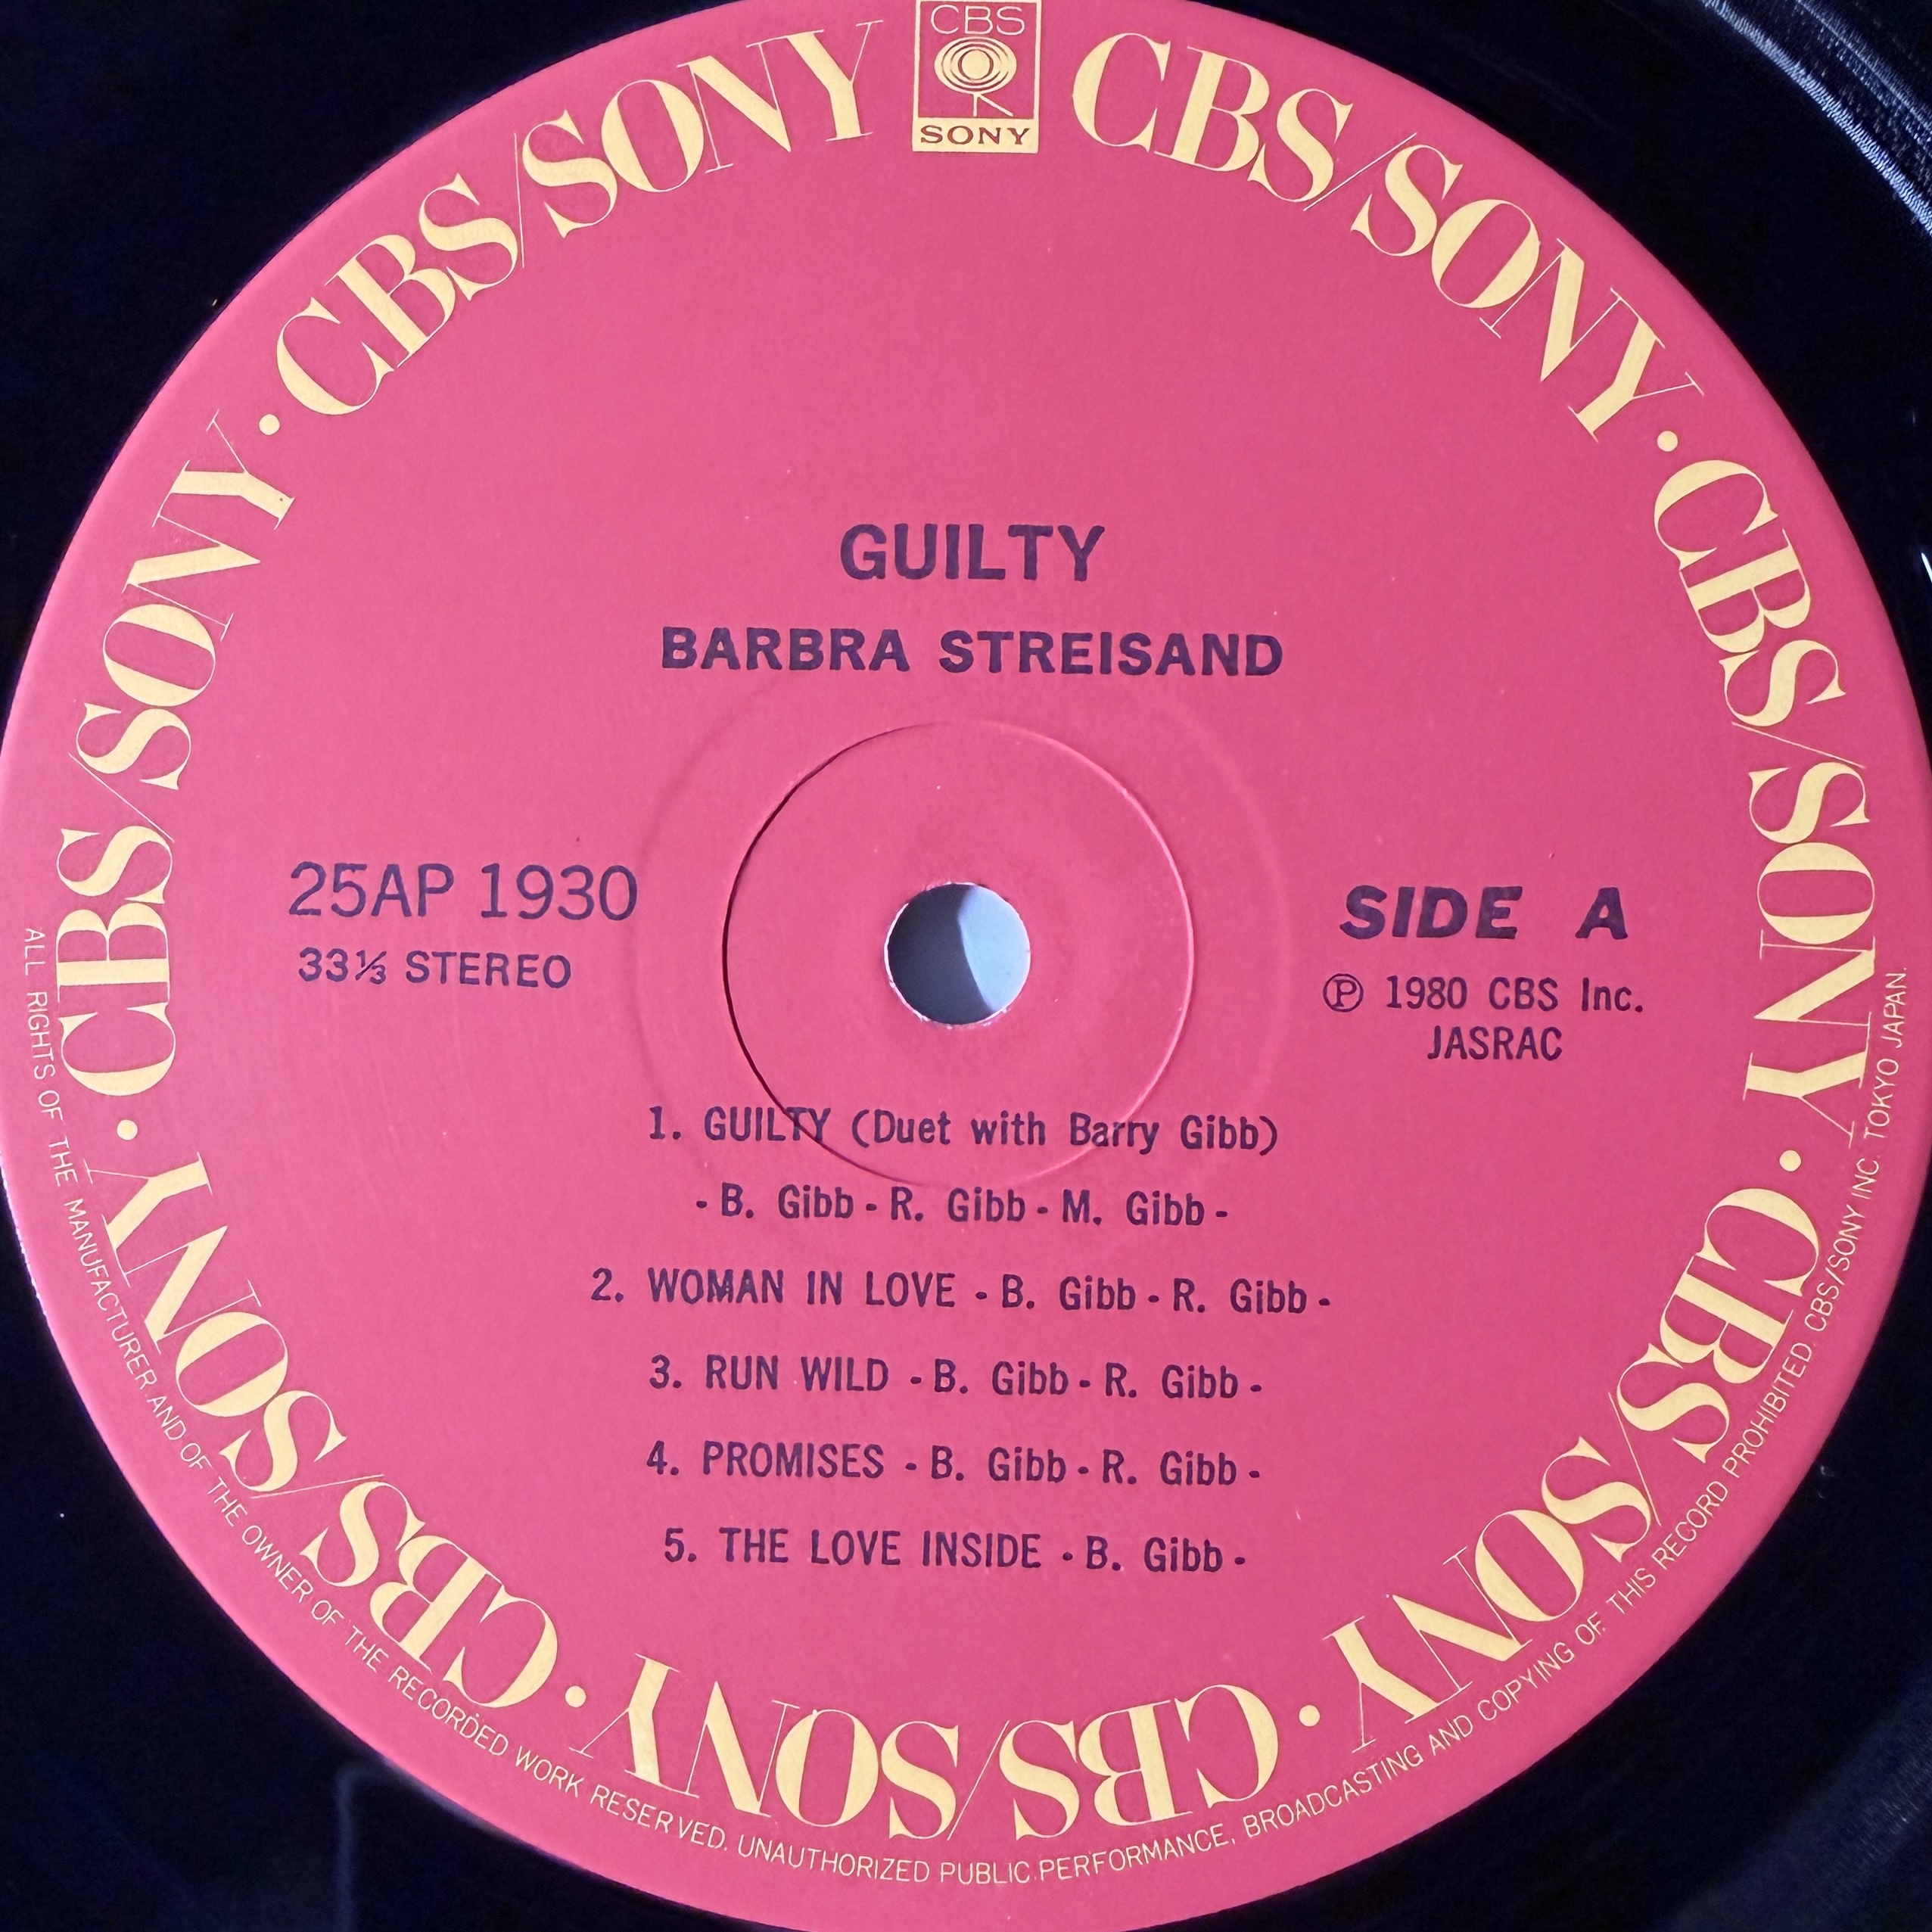 CBS
SONY
CBS/SONY · CBS/SONY · CBS/SONY · CBS/SONY · CBS/SONY · CBS/SONY · CBS/SONY
GUILTY
BARBRA STREISAND
25AP 1930
33⅓ STEREO
SIDE A
Ⓟ 1980 CBS Inc.
JASRAC
1. GUILTY (Duet with Barry Gibb)
- B. Gibb - R. Gibb - M. Gibb -
2. WOMAN IN LOVE - B. Gibb - R. Gibb -
3. RUN WILD - B. Gibb - R. Gibb -
4. PROMISES - B. Gibb - R. Gibb -
5. THE LOVE INSIDE - B. Gibb -
ALL RIGHTS OF THE MANUFACTURER AND OF THE OWNER OF THE RECORDED WORK RESERVED. UNAUTHORIZED PUBLIC PERFORMANCE, BROADCASTING AND COPYING OF THIS RECORD PROHIBITED. CBS/SONY INC. TOKYO JAPAN.